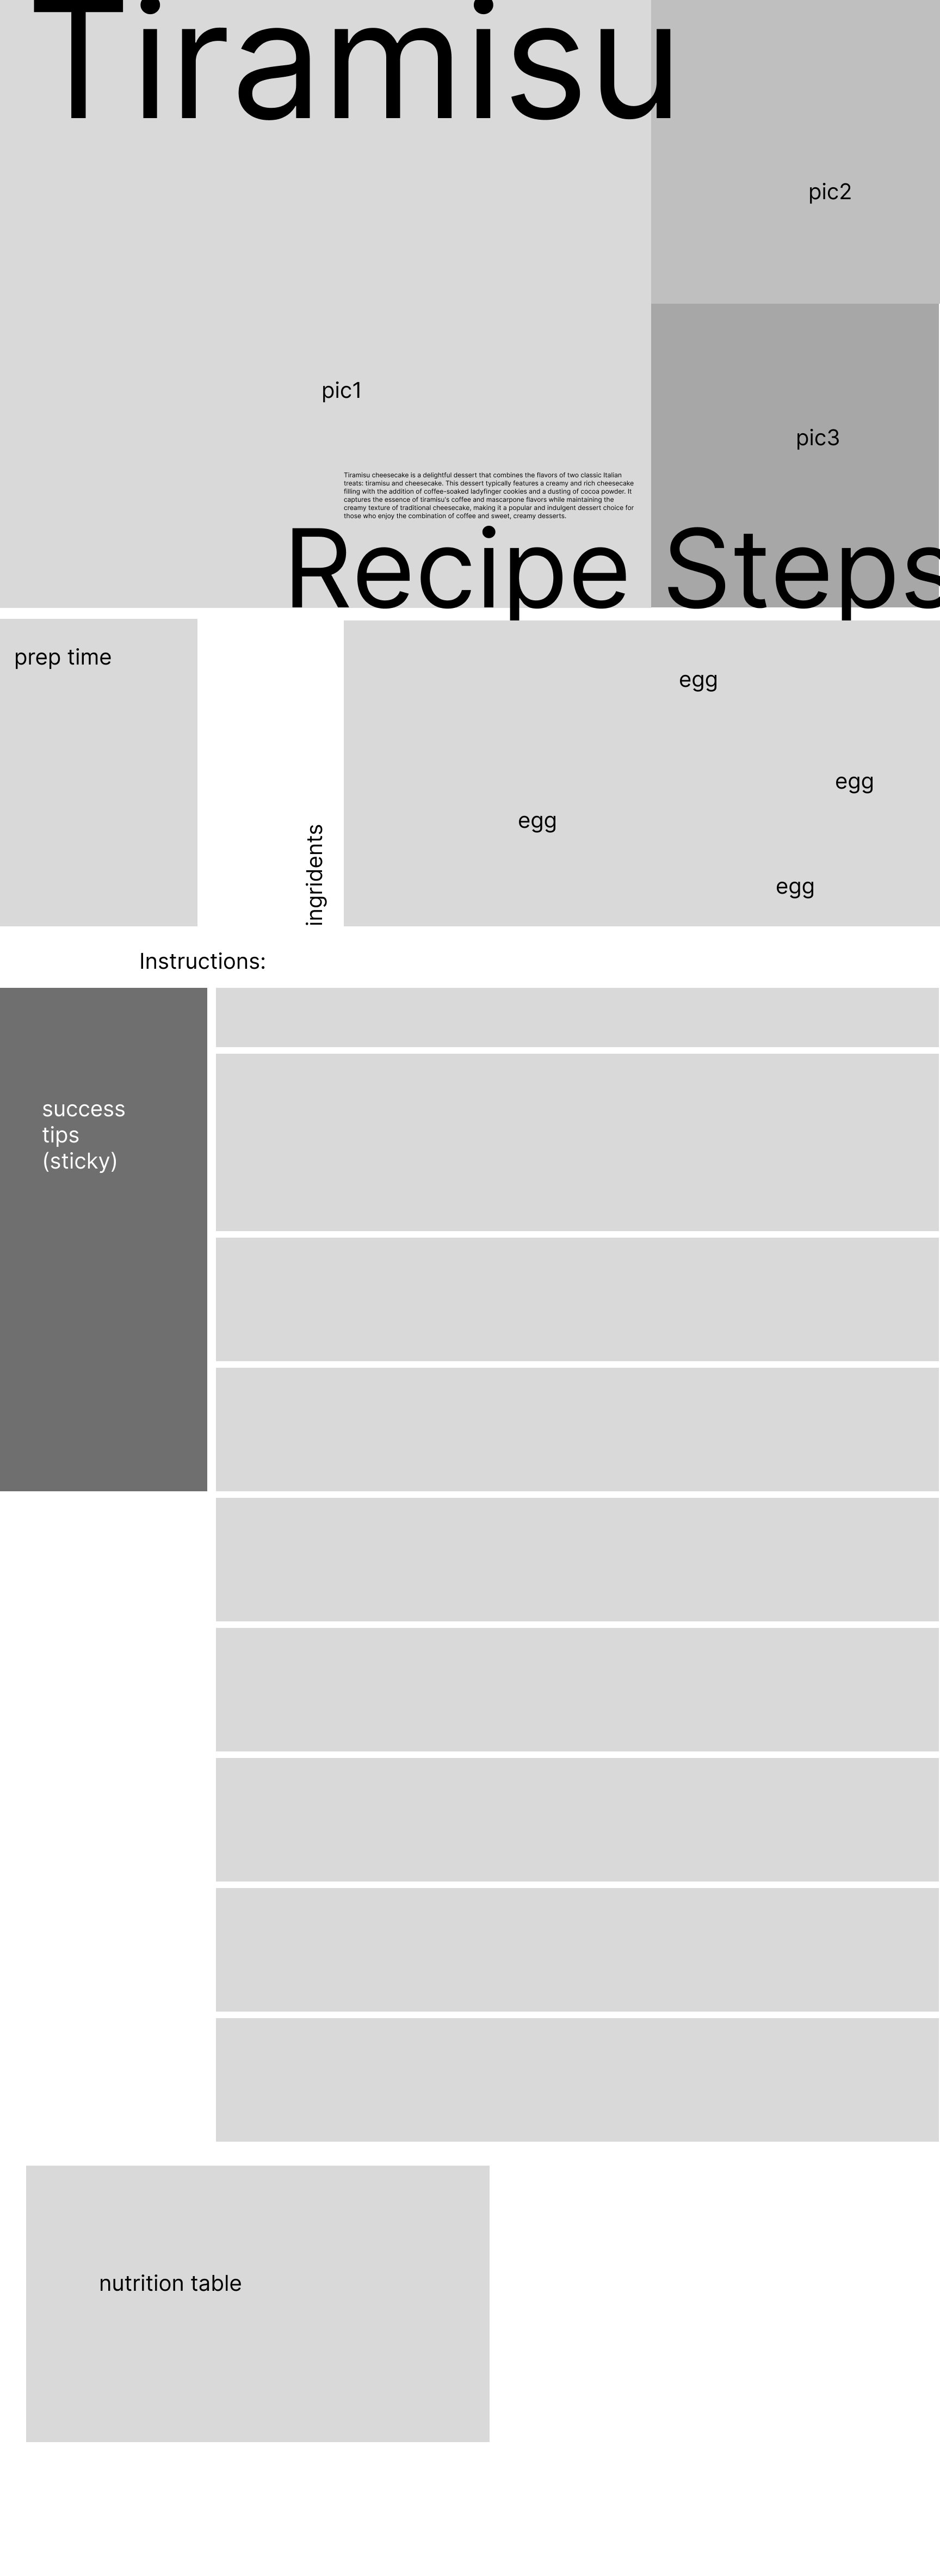 Tiramisu
pic2
pic1
pic3
Tiramisu cheesecake is a delightful dessert that combines the flavors of two classic Italian
treats: tiramisu and cheesecake. This dessert typically features a creamy and rich cheesecake
filling with the addition of coffee-soaked ladyfinger cookies and a dusting of cocoa powder. It
captures the essence of tiramisu's coffee and mascarpone flavors while maintaining the
creamy texture of traditional cheesecake, making it a popular and indulgent dessert choice for
those who enjoy the combination of coffee and sweet, creamy desserts.
Recipe Steps
prep time
egg
egg
egg
egg
ingridents
Instructions:
success
tips
(sticky)
nutrition table